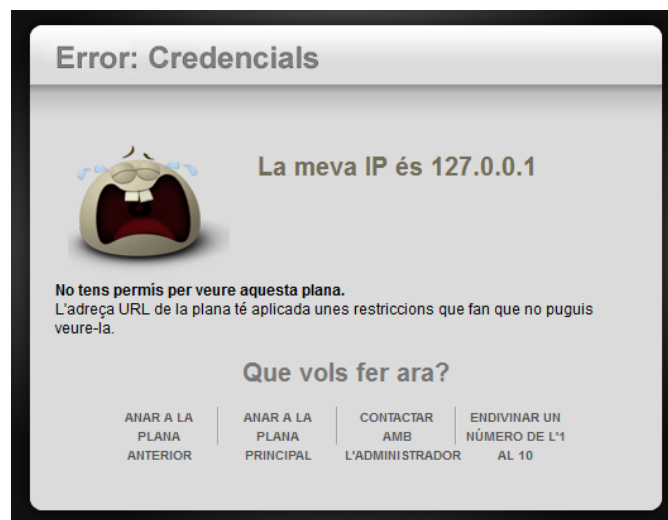 Error: Credencials
La meva IP és 127.0.0.1
No tens permís per veure aquesta plana.
L'adreça URL de la plana té aplicada unes restriccions que fan que no puguis
veure-la.
Que vols fer ara?
ANAR A LA
PLANA
ANTERIOR
ANAR A LA
PLANA
PRINCIPAL
CONTACTAR
AMB
L'ADMINISTRADOR
ENDIVINAR UN
NÚMERO DE L'1
AL 10